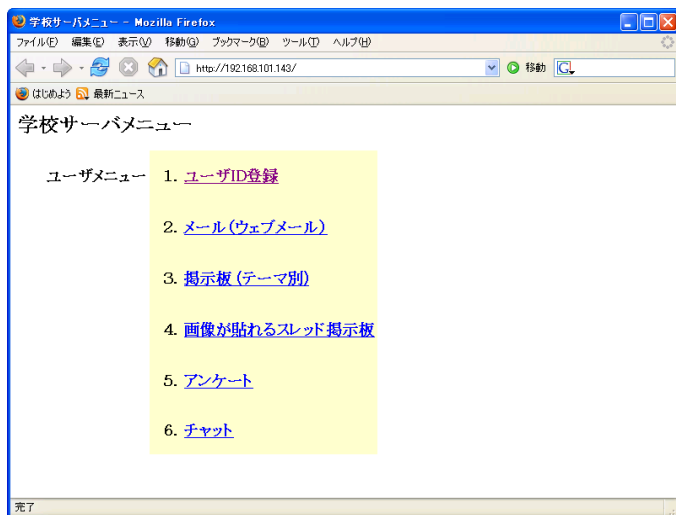 学校サーバメニュー - Mozilla Firefox
ファイル(F) 編集(E) 表示(V) 移動(G) ブックマーク(B) ツール(T) ヘルプ(H)
http://192.168.101.143/ 移動 G
はじめよう 最新ニュース
学校サーバメニュー
ユーザメニュー 1. ユーザID登録
2. メール(ウェブメール)
3. 掲示板(テーマ別)
4. 画像が貼れるスレッド掲示板
5. アンケート
6. チャット
完了